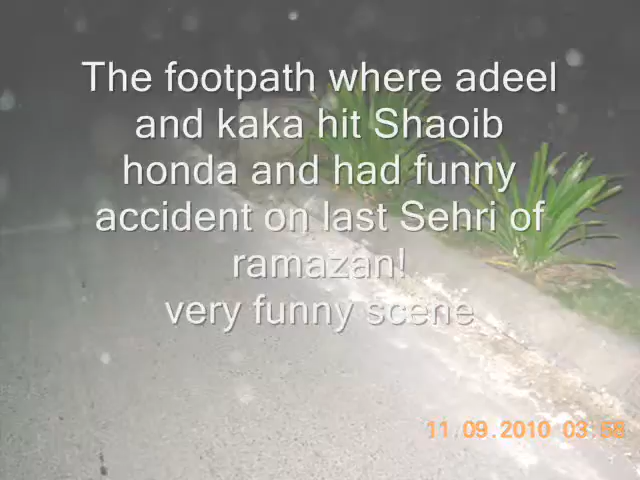 The footpath where adeel
and kaka hit Shaoib
honda and had funny
accident on last Sehri of
ramazan!
very funny scene
11.09.2010 03:58